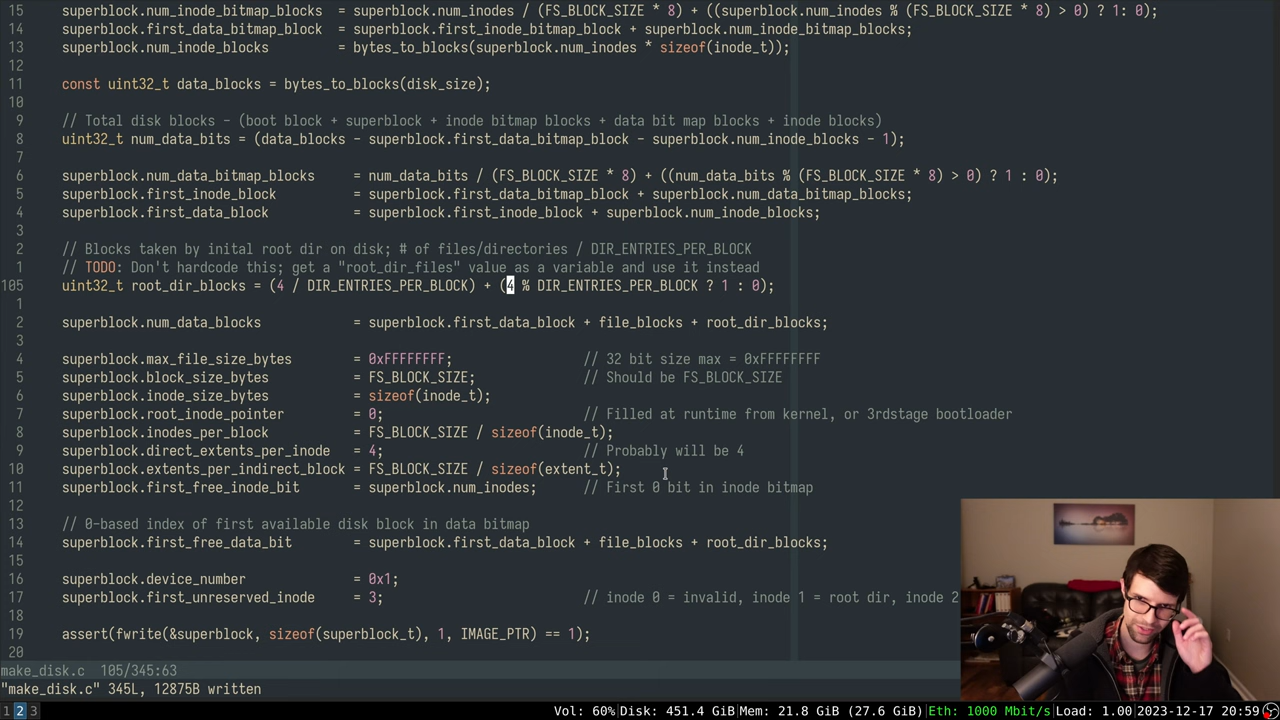 15 superblock.num_inode_bitmap_blocks = superblock.num_inodes / (FS_BLOCK_SIZE * 8) + ((superblock.num_inodes % (FS_BLOCK_SIZE * 8) > 0) ? 1: 0);
14 superblock.first_data_bitmap_block = superblock.first_inode_bitmap_block + superblock.num_inode_bitmap_blocks;
13 superblock.num_inode_blocks = bytes_to_blocks(superblock.num_inodes * sizeof(inode_t));
12
11 const uint32_t data_blocks = bytes_to_blocks(disk_size);
10
9 // Total disk blocks - (boot block + superblock + inode bitmap blocks + data bit map blocks + inode blocks)
8 uint32_t num_data_bits = (data_blocks - superblock.first_data_bitmap_block - superblock.num_inode_blocks - 1);
7
6 superblock.num_data_bitmap_blocks = num_data_bits / (FS_BLOCK_SIZE * 8) + ((num_data_bits % (FS_BLOCK_SIZE * 8) > 0) ? 1 : 0);
5 superblock.first_inode_block = superblock.first_data_bitmap_block + superblock.num_data_bitmap_blocks;
4 superblock.first_data_block = superblock.first_inode_block + superblock.num_inode_blocks;
3
2 // Blocks taken by inital root dir on disk; # of files/directories / DIR_ENTRIES_PER_BLOCK
1 // TODO: Don't hardcode this; get a "root_dir_files" value as a variable and use it instead
105 uint32_t root_dir_blocks = (4 / DIR_ENTRIES_PER_BLOCK) + (4 % DIR_ENTRIES_PER_BLOCK ? 1 : 0);
1
2 superblock.num_data_blocks = superblock.first_data_block + file_blocks + root_dir_blocks;
3
4 superblock.max_file_size_bytes = 0xFFFFFFFF; // 32 bit size max = 0xFFFFFFFF
5 superblock.block_size_bytes = FS_BLOCK_SIZE; // Should be FS_BLOCK_SIZE
6 superblock.inode_size_bytes = sizeof(inode_t);
7 superblock.root_inode_pointer = 0; // Filled at runtime from kernel, or 3rdstage bootloader
8 superblock.inodes_per_block = FS_BLOCK_SIZE / sizeof(inode_t);
9 superblock.direct_extents_per_inode = 4; // Probably will be 4
10 superblock.extents_per_indirect_block = FS_BLOCK_SIZE / sizeof(extent_t);
11 superblock.first_free_inode_bit = superblock.num_inodes; // First 0 bit in inode bitmap
12
13 // 0-based index of first available disk block in data bitmap
14 superblock.first_free_data_bit = superblock.first_data_block + file_blocks + root_dir_blocks;
15
16 superblock.device_number = 0x1;
17 superblock.first_unreserved_inode = 3; // inode 0 = invalid, inode 1 = root dir, inode 2
18
19 assert(fwrite(&superblock, sizeof(superblock_t), 1, IMAGE_PTR) == 1);
20
make_disk.c 105/345:63
"make_disk.c" 345L, 12875B written
1 2 3 Vol: 60% Disk: 451.4 GiB Mem: 21.8 GiB (27.6 GiB) Eth: 1000 Mbit/s Load: 1.00 2023-12-17 20:59